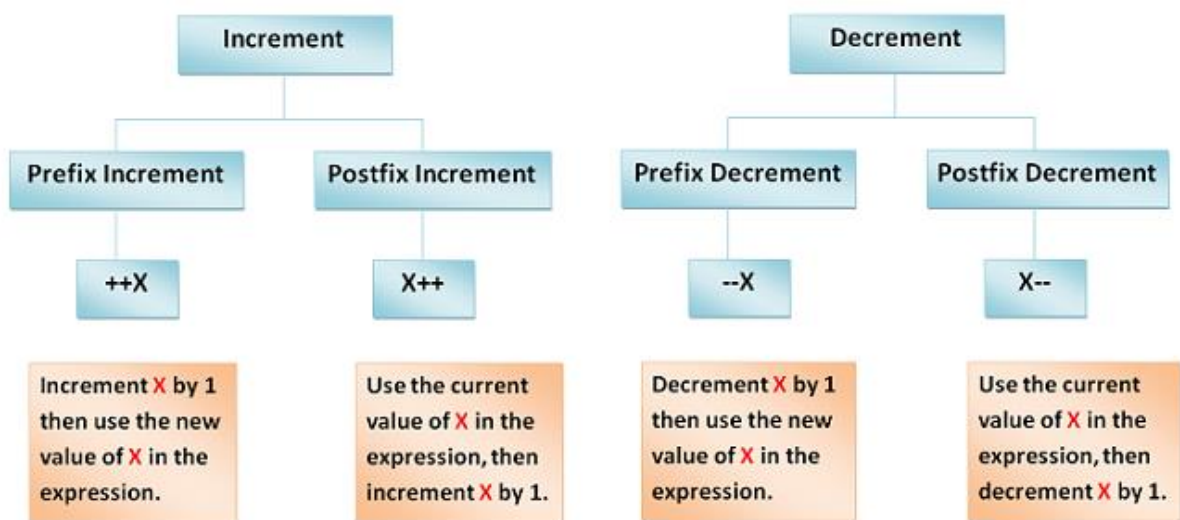 Increment
Decrement
Prefix Increment
Postfix Increment
Prefix Decrement
Postfix Decrement
++X
X++
--X
X--
Increment X by 1
then use the new
value of X in the
expression.
Use the current
value of X in the
expression, then
increment X by 1.
Decrement X by 1
then use the new
value of X in the
expression.
Use the current
value of X in the
expression, then
decrement X by 1.